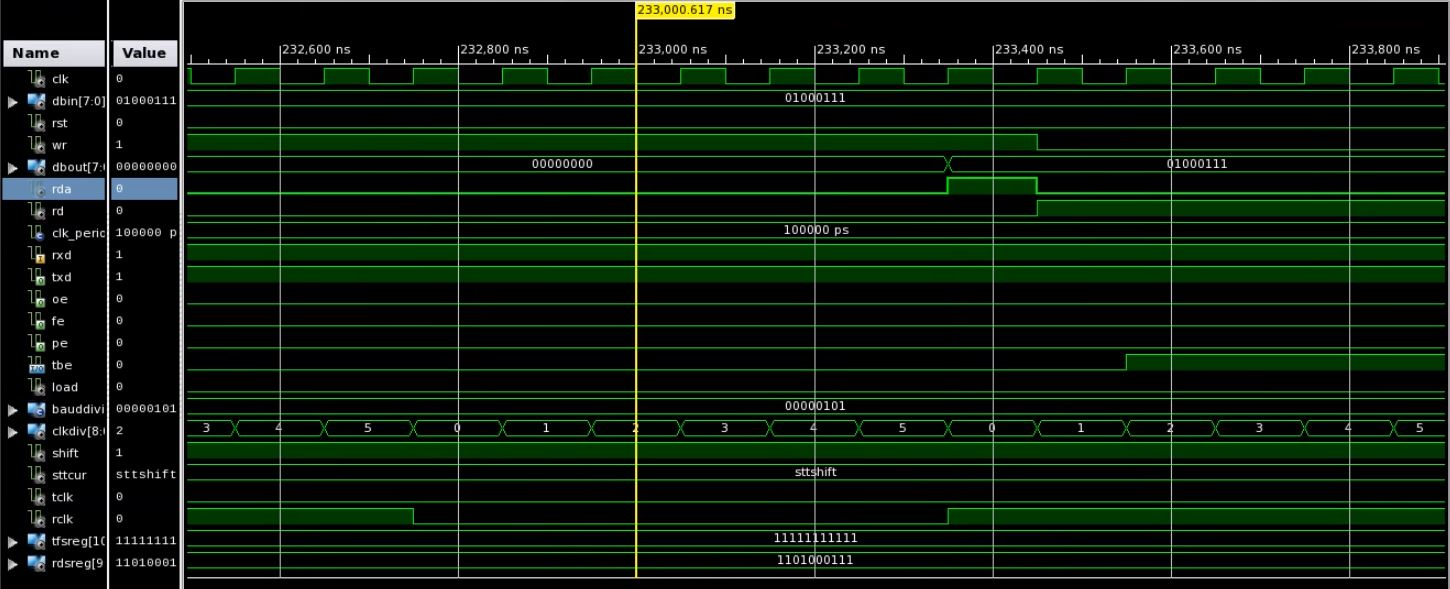 233,000.617 ns
Name Value 232,600 ns 232,800 ns 233,000 ns 233,200 ns 233,400 ns 233,600 ns 233,800 ns
clk 0
dbin[7:0] 01000111 01000111
rst 0
wr 1
dbout[7:( 00000000 00000000 01000111
rda 0
rd 0
clk_peric 100000 p 100000 ps
rxd 1
txd 1
oe 0
fe 0
pe 0
tbe 0
load 0
bauddivi 00000101 00000101
clkdiv[8:( 2 3 4 5 0 1 2 3 4 5 0 1 2 3 4 5
shift 1
sttcur sttshift sttshift
tclk 0
rclk 0
tfsreg[1( 11111111 11111111111
rdsreg[9 11010001 1101000111